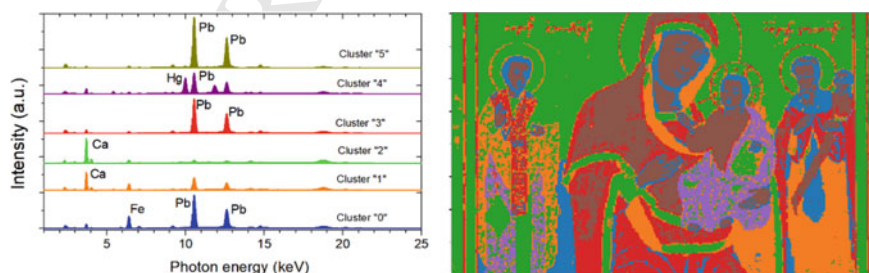 Pb
Pb
Cluster "5"
Hg
Pb
Cluster "4"
Pb
Pb
Cluster "3"
Ca
Cluster "2"
Ca
Cluster "1"
Fe
Pb
Pb
Cluster "0"
Intensity (a.u.)
5
10
15
20
25
Photon energy (keV)